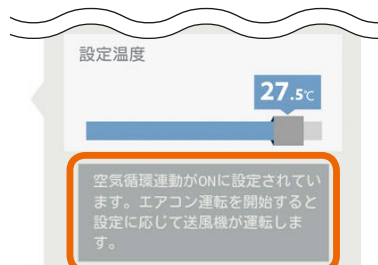 設定温度
27.5℃
空気循環連動がONに設定されてい
ます。エアコン運転を開始すると
設定に応じて送風機が運転しま
す。